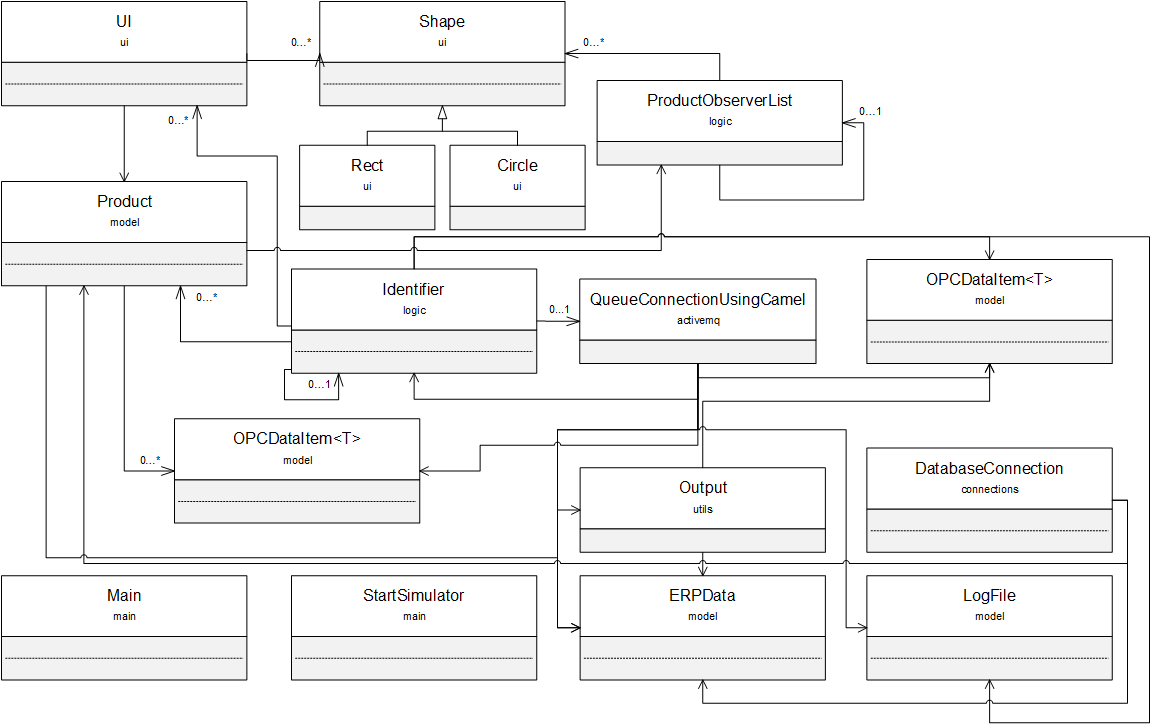 UI
ui
0...*
Shape
ui
0...*
ProductObserverList
logic
0...1
0...*
Rect
ui
Circle
ui
Product
model
0...*
Identifier
logic
0...1
0...1
QueueConnectionUsingCamel
activemq
OPCDataItem<T>
model
OPCDataItem<T>
model
0...*
Output
utils
DatabaseConnection
connections
Main
main
StartSimulator
main
ERPData
model
LogFile
model